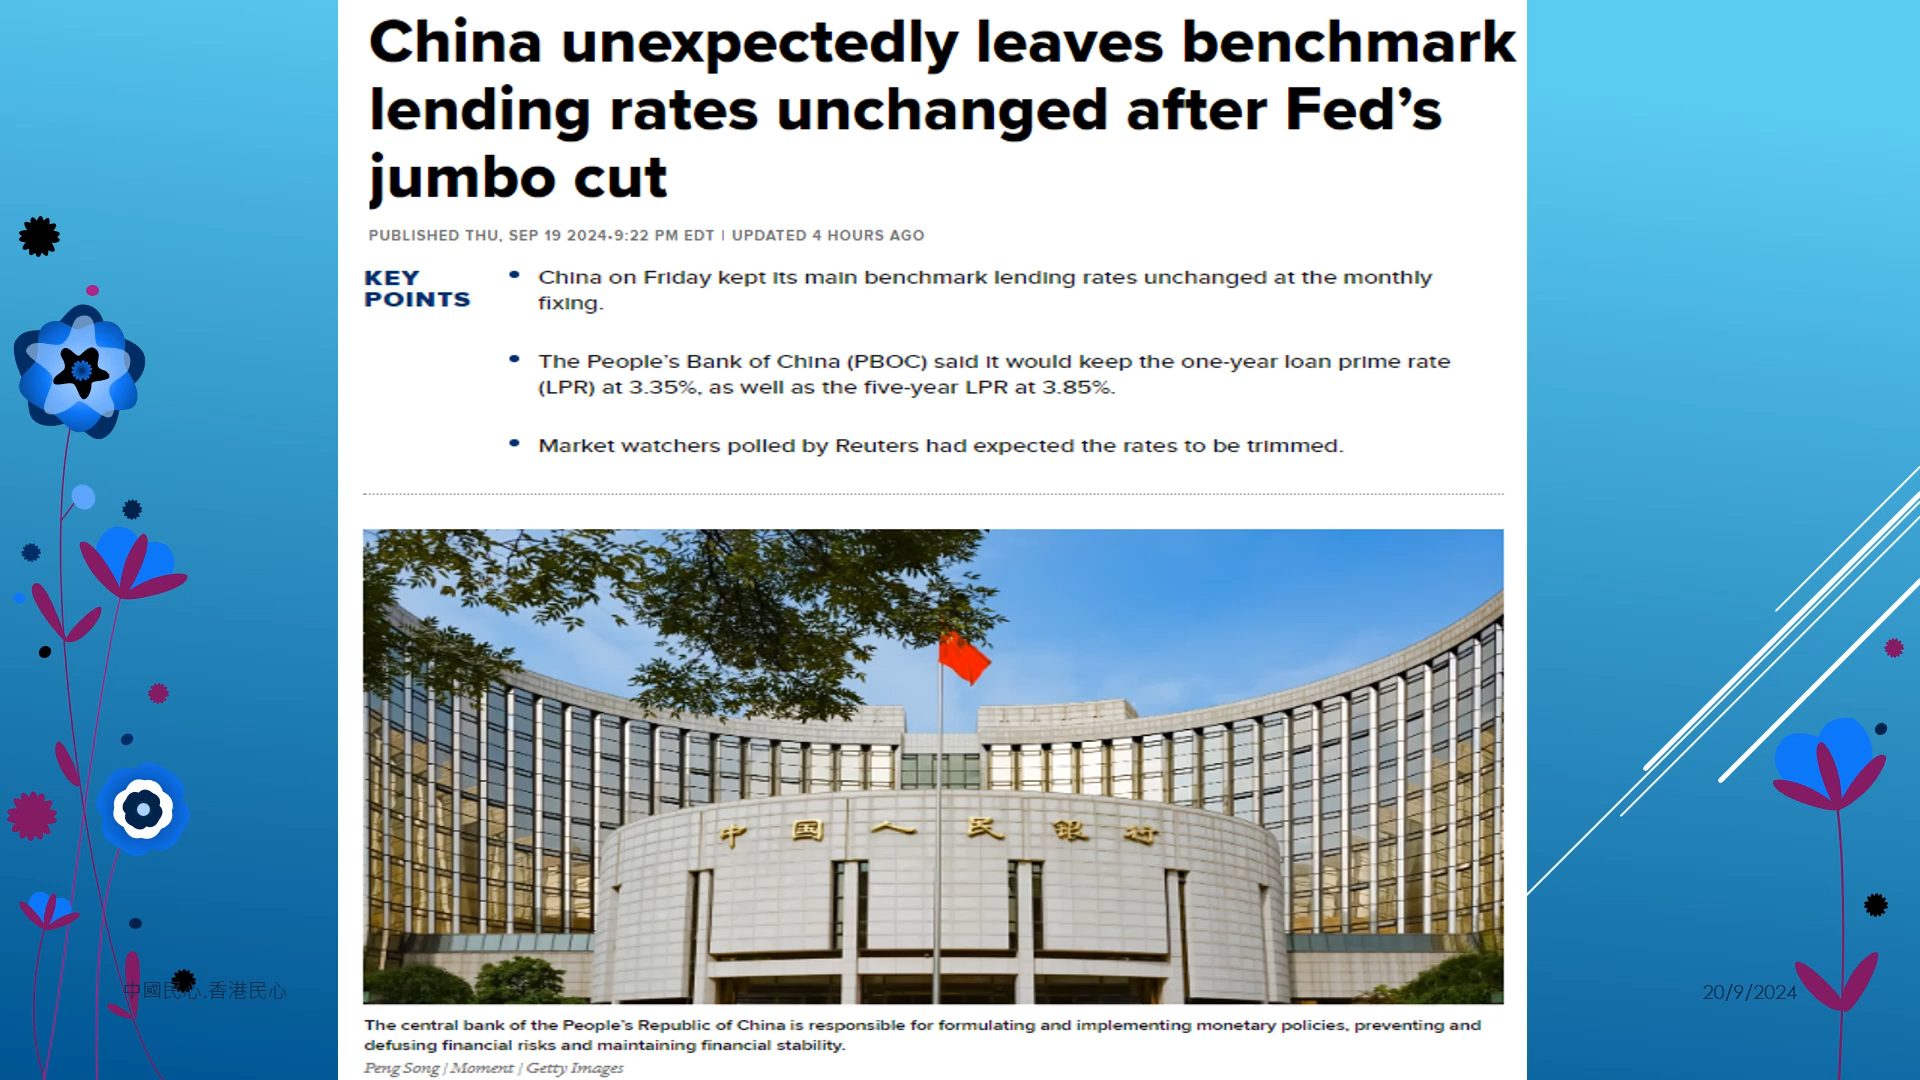 China unexpectedly leaves benchmark
lending rates unchanged after Fed’s
jumbo cut
PUBLISHED THU, SEP 19 2024•9:22 PM EDT | UPDATED 4 HOURS AGO
KEY
POINTS
• China on Friday kept its main benchmark lending rates unchanged at the monthly
fixing.
• The People’s Bank of China (PBOC) said it would keep the one-year loan prime rate
(LPR) at 3.35%, as well as the five-year LPR at 3.85%.
• Market watchers polled by Reuters had expected the rates to be trimmed.
中国人民银行
The central bank of the People’s Republic of China is responsible for formulating and implementing monetary policies, preventing and
defusing financial risks and maintaining financial stability.
Peng Song | Moment | Getty Images
中國民心.香港民心
20/9/2024